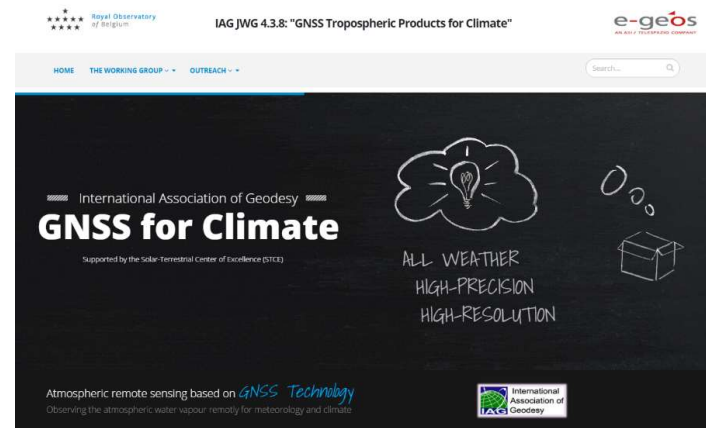 Royal Observatory
of Belgium
IAG JWG 4.3.8: "GNSS Tropospheric Products for Climate"
e-geos
AN ASI / TELESPAZIO COMPANY
HOME THE WORKING GROUP OUTREACH
Search...
International Association of Geodesy
GNSS for Climate
Supported by the Solar-Terrestrial Center of Excellence (STCE)
ALL WEATHER
HIGH-PRECISION
HIGH-RESOLUTION
Atmospheric remote sensing based on GNSS Technology
Observing the atmospheric water vapour remotly for meteorology and climate
IAG
International
Association of
Geodesy